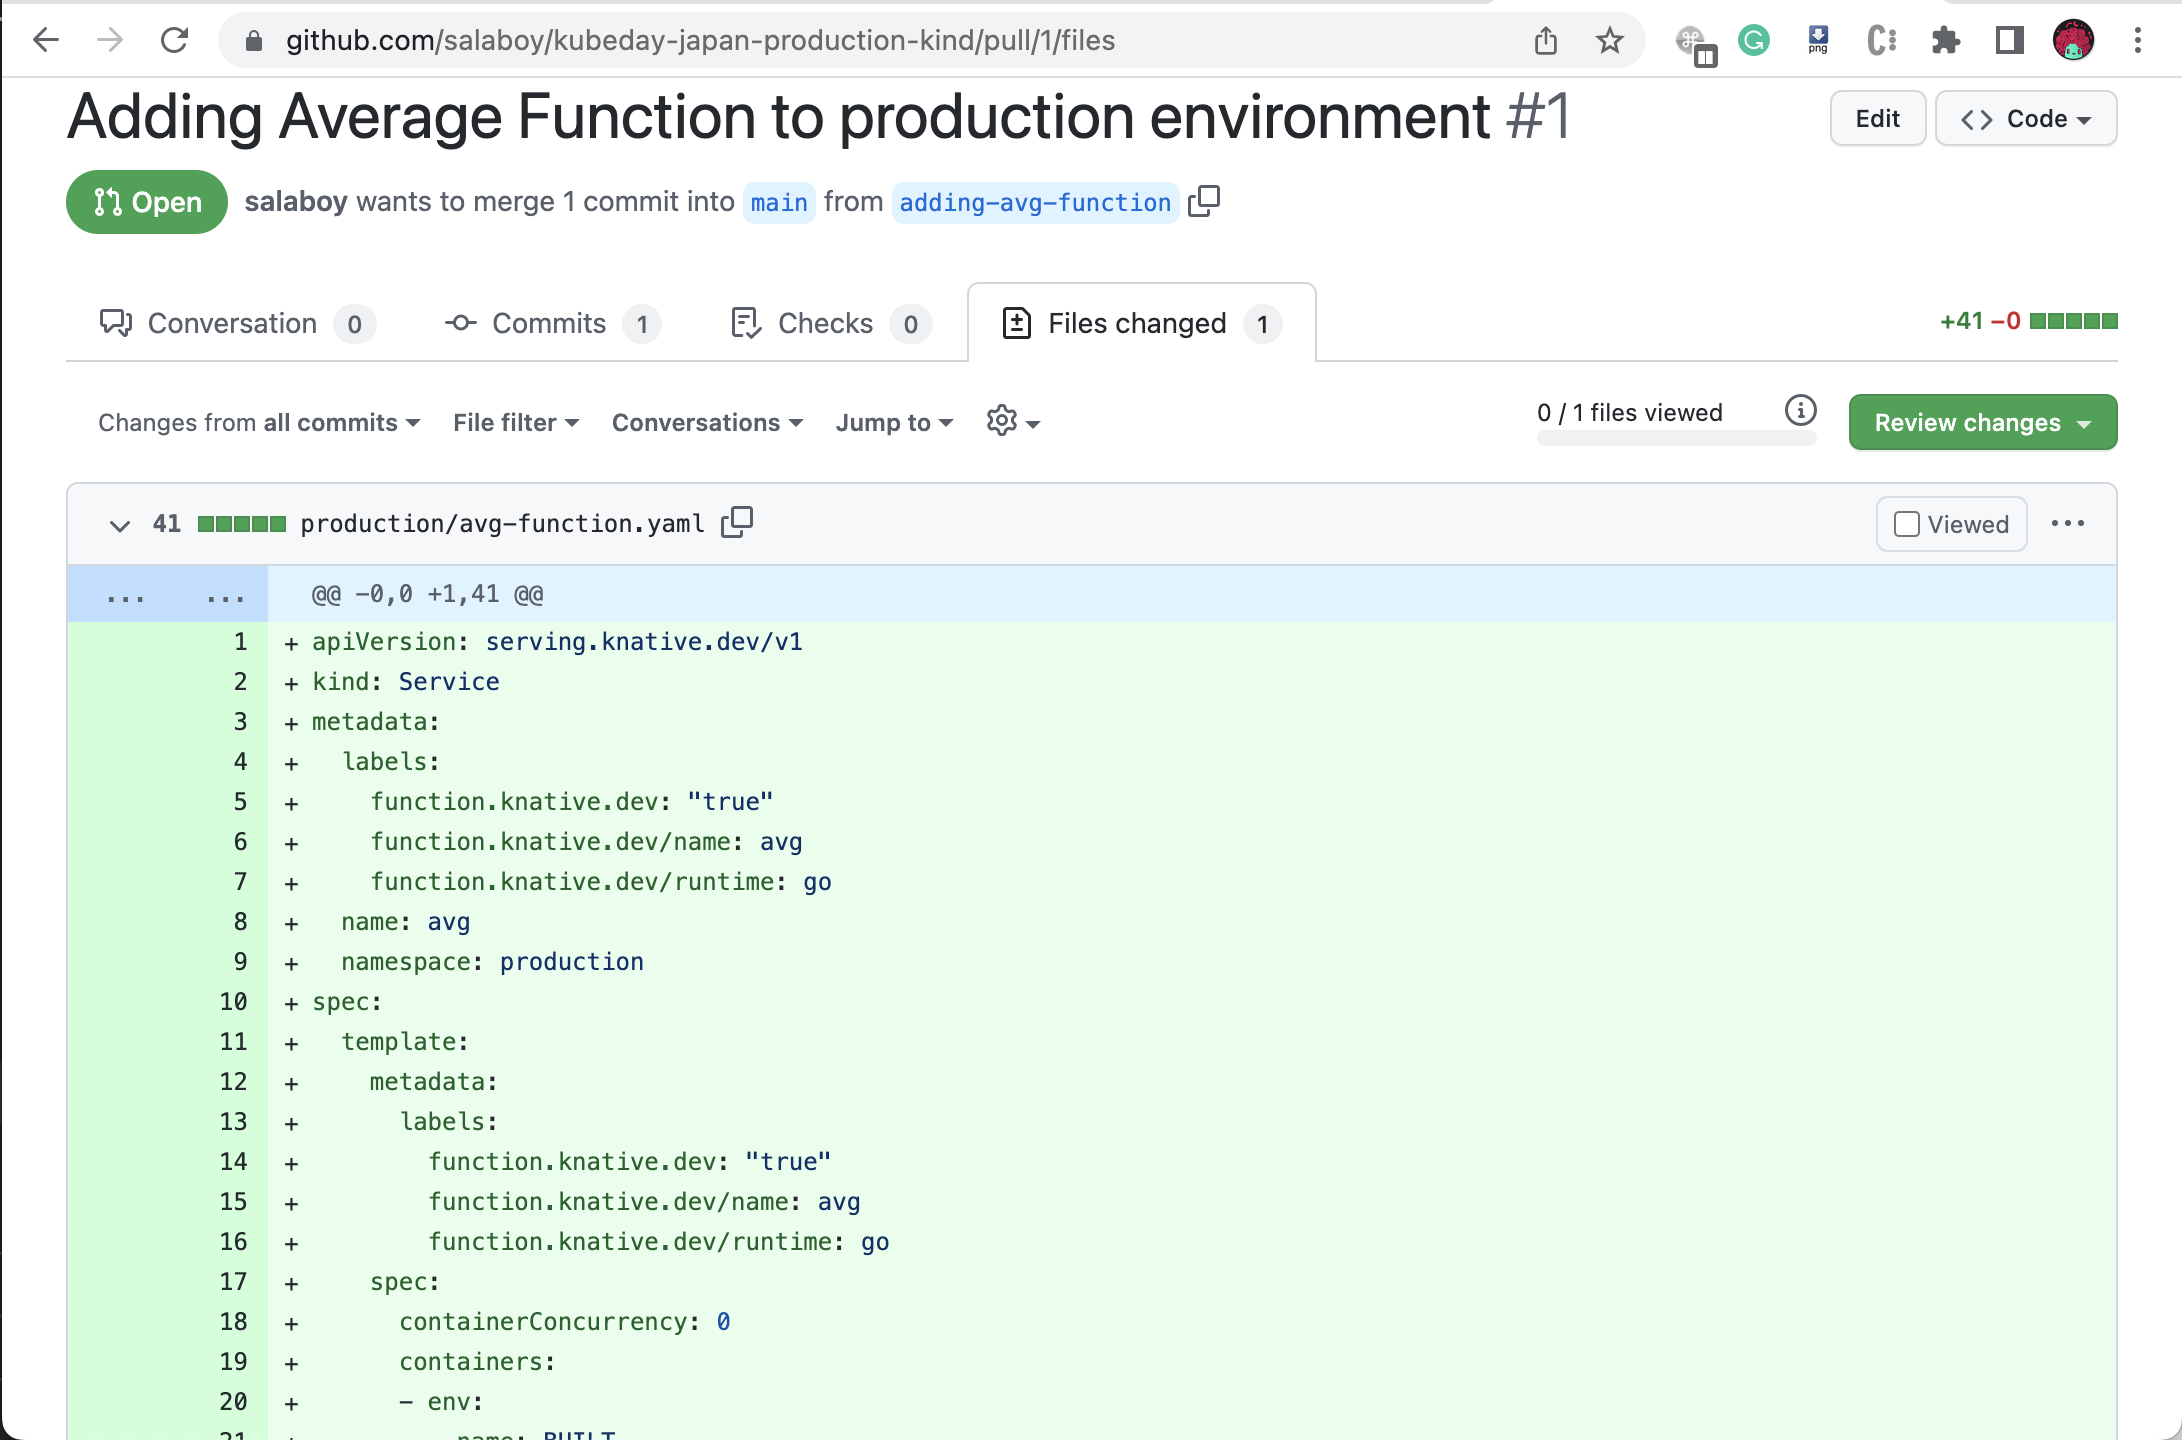 github.com/salaboy/kubeday-japan-production-kind/pull/1/files
png
Adding Average Function to production environment #1
Edit
<> Code
Open salaboy wants to merge 1 commit into main from adding-avg-function
Conversation 0 Commits 1 Checks 0 Files changed 1 +41 −0
Changes from all commits File filter Conversations Jump to 0 / 1 files viewed Review changes
41 production/avg-function.yaml Viewed ...
... ... @@ -0,0 +1,41 @@
1 + apiVersion: serving.knative.dev/v1
2 + kind: Service
3 + metadata:
4 +   labels:
5 +     function.knative.dev: "true"
6 +     function.knative.dev/name: avg
7 +     function.knative.dev/runtime: go
8 +   name: avg
9 +   namespace: production
10 + spec:
11 +   template:
12 +     metadata:
13 +       labels:
14 +         function.knative.dev: "true"
15 +         function.knative.dev/name: avg
16 +         function.knative.dev/runtime: go
17 +     spec:
18 +       containerConcurrency: 0
19 +       containers:
20 +       - env:
21 +         name: BUILT